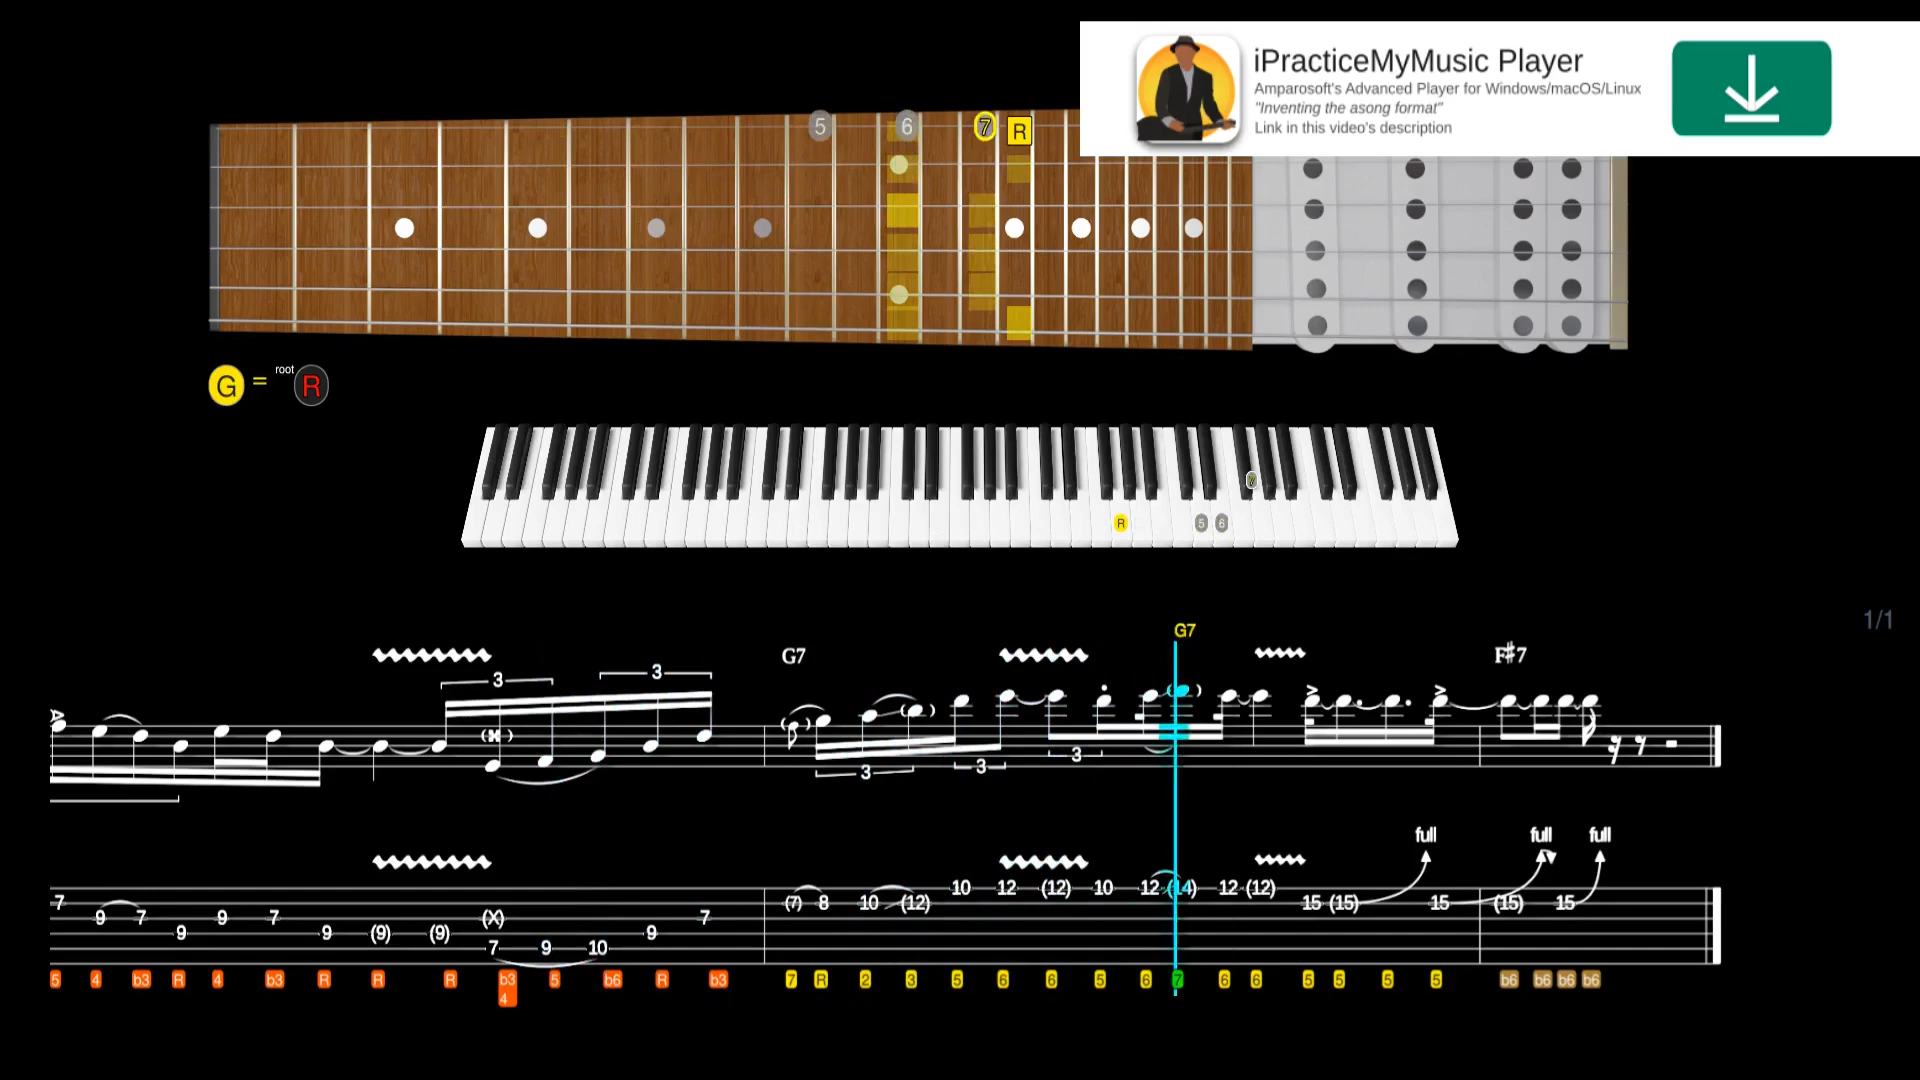 iPracticeMyMusic Player
Amparosoft's Advanced Player for Windows/macOS/Linux
"Inventing the asong format"
Link in this video's description
5 6 7 R
G = root R
R 5 6 7
1/1
G7
G7 F#7
3 3
3 3 3
full full full
10 12 (12) 10 12 (14) 12 (12)
7 (7) 8 10 (12) 15 (15) 15 (15) 15
9 7 9 7 (X) 7
9 9 (9) (9) 9
7 9 10
5 4 b3 R 4 b3 R R R b3 5 b6 R b3 7 R 2 3 5 6 6 5 6 7 6 6 5 5 5 5 b6 b6 b6 b6
4